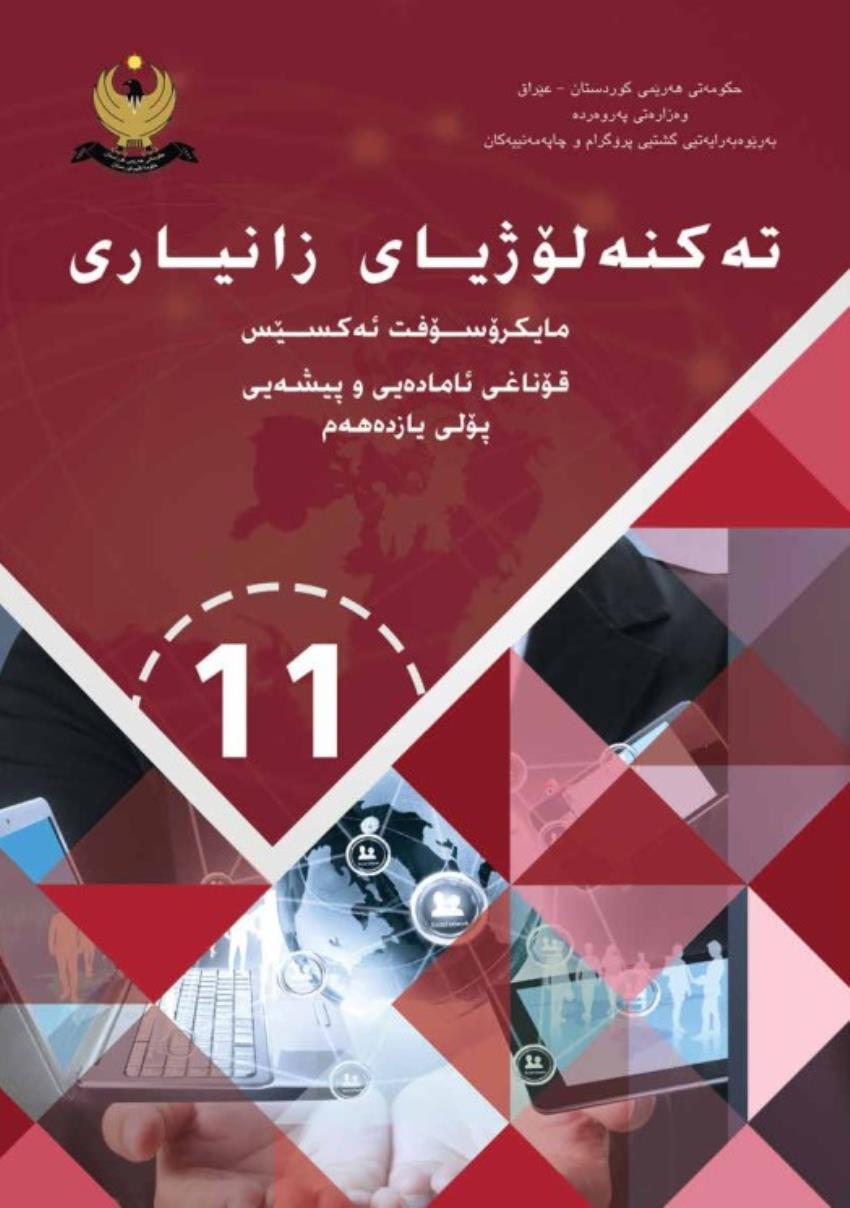 حکومەتی هەرێمی کوردستان - عێراق
وەزارەتی پەروەردە
بەڕێوەبەرایەتیی گشتیی پرۆگرام و چاپەمەنییەکان
تەکنەلۆژیای زانیاری
مایکرۆسۆفت ئەکسێس
قۆناغی ئامادەیی و پیشەیی
پۆلی یازدەهەم
11